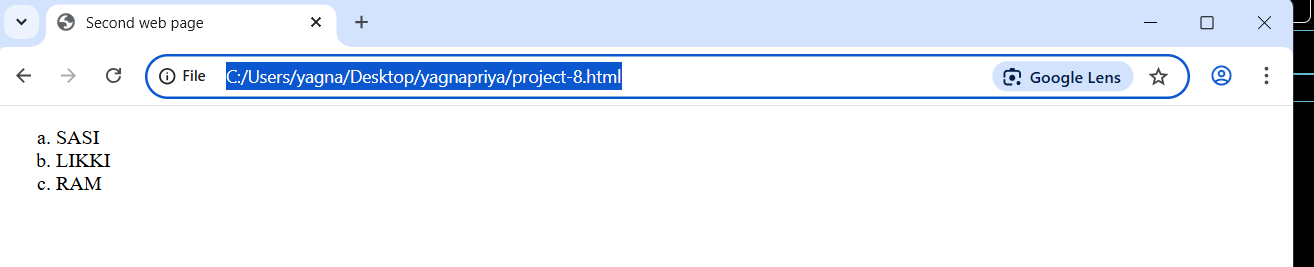 Second web page
File C:/Users/yagna/Desktop/yagnapriya/project-8.html Google Lens
a. SASI
b. LIKKI
c. RAM